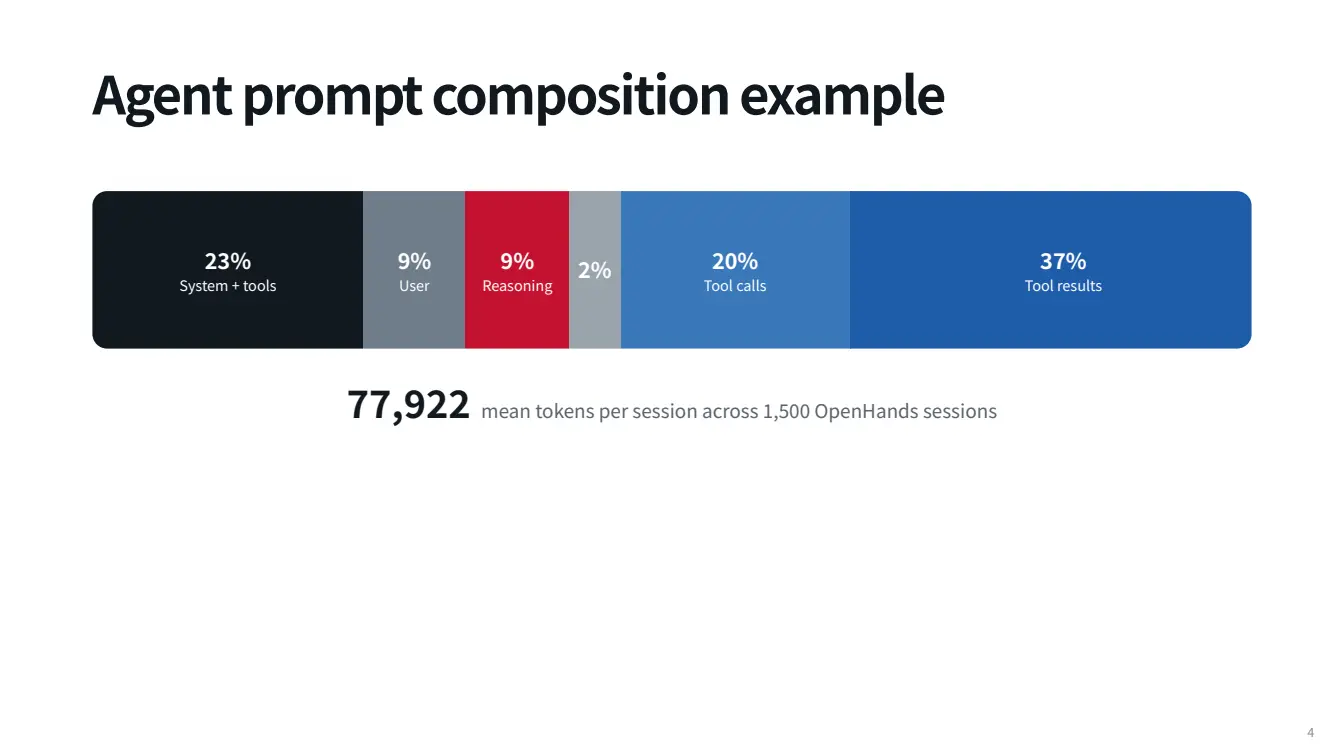 Agent prompt composition example
23%
System + tools
9%
User
9%
Reasoning
2%
20%
Tool calls
37%
Tool results
77,922 mean tokens per session across 1,500 OpenHands sessions
4